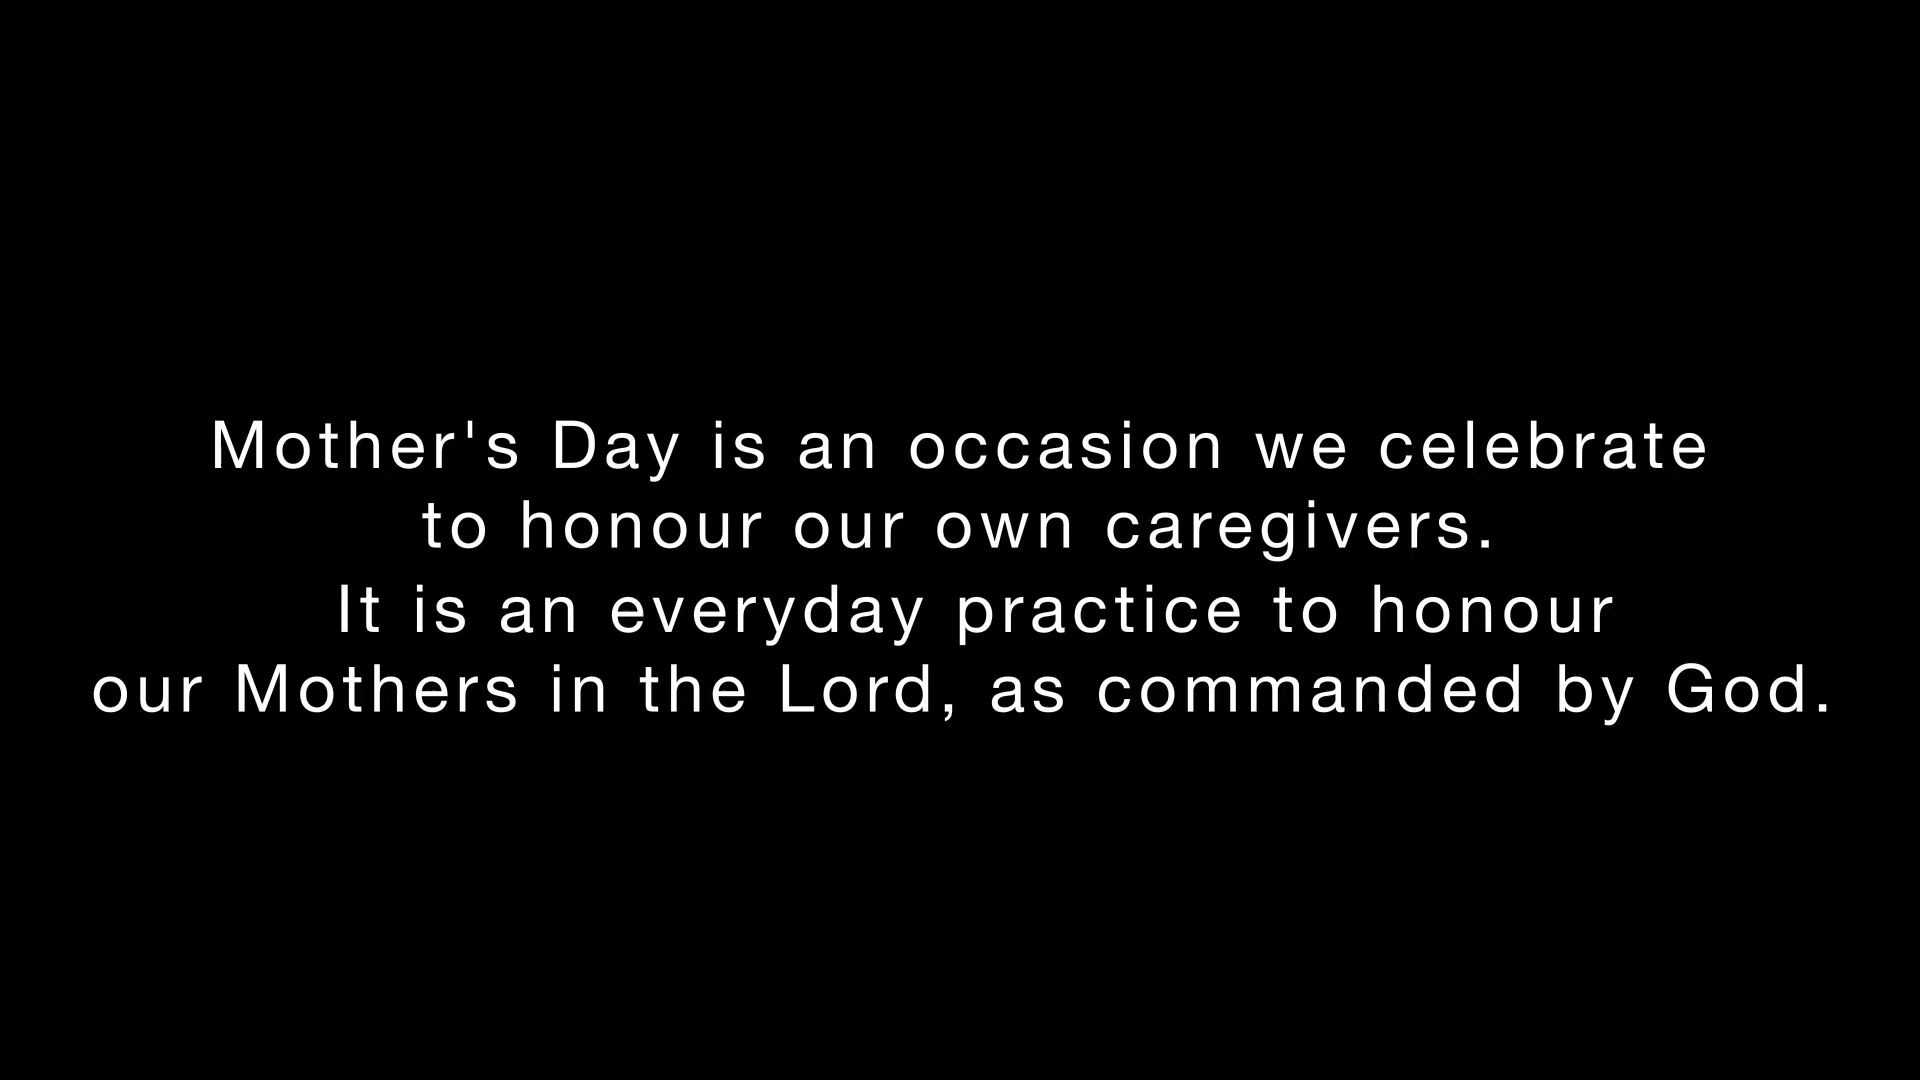 Mother's Day is an occasion we celebrate
to honour our own caregivers.
It is an everyday practice to honour
our Mothers in the Lord, as commanded by God.